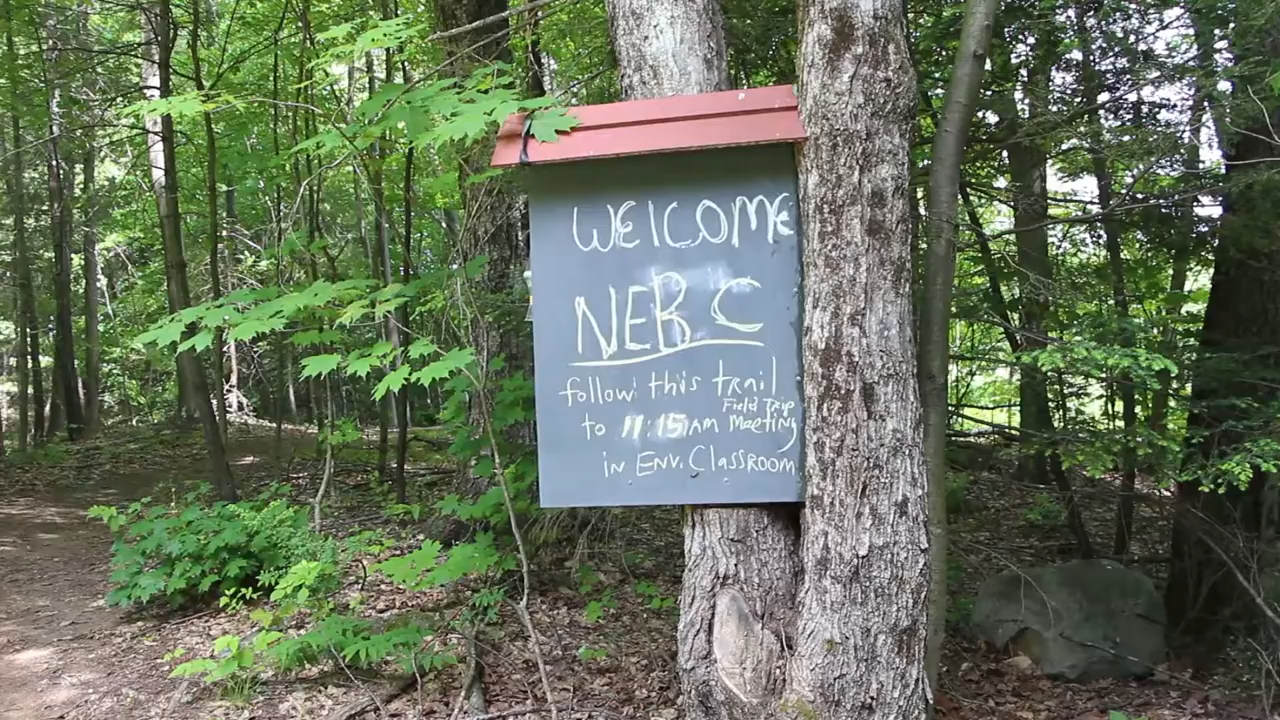 WElCOME
NEBC
follow this trail
Field Trip
to 11:15AM Meeting
in Env. Classroom